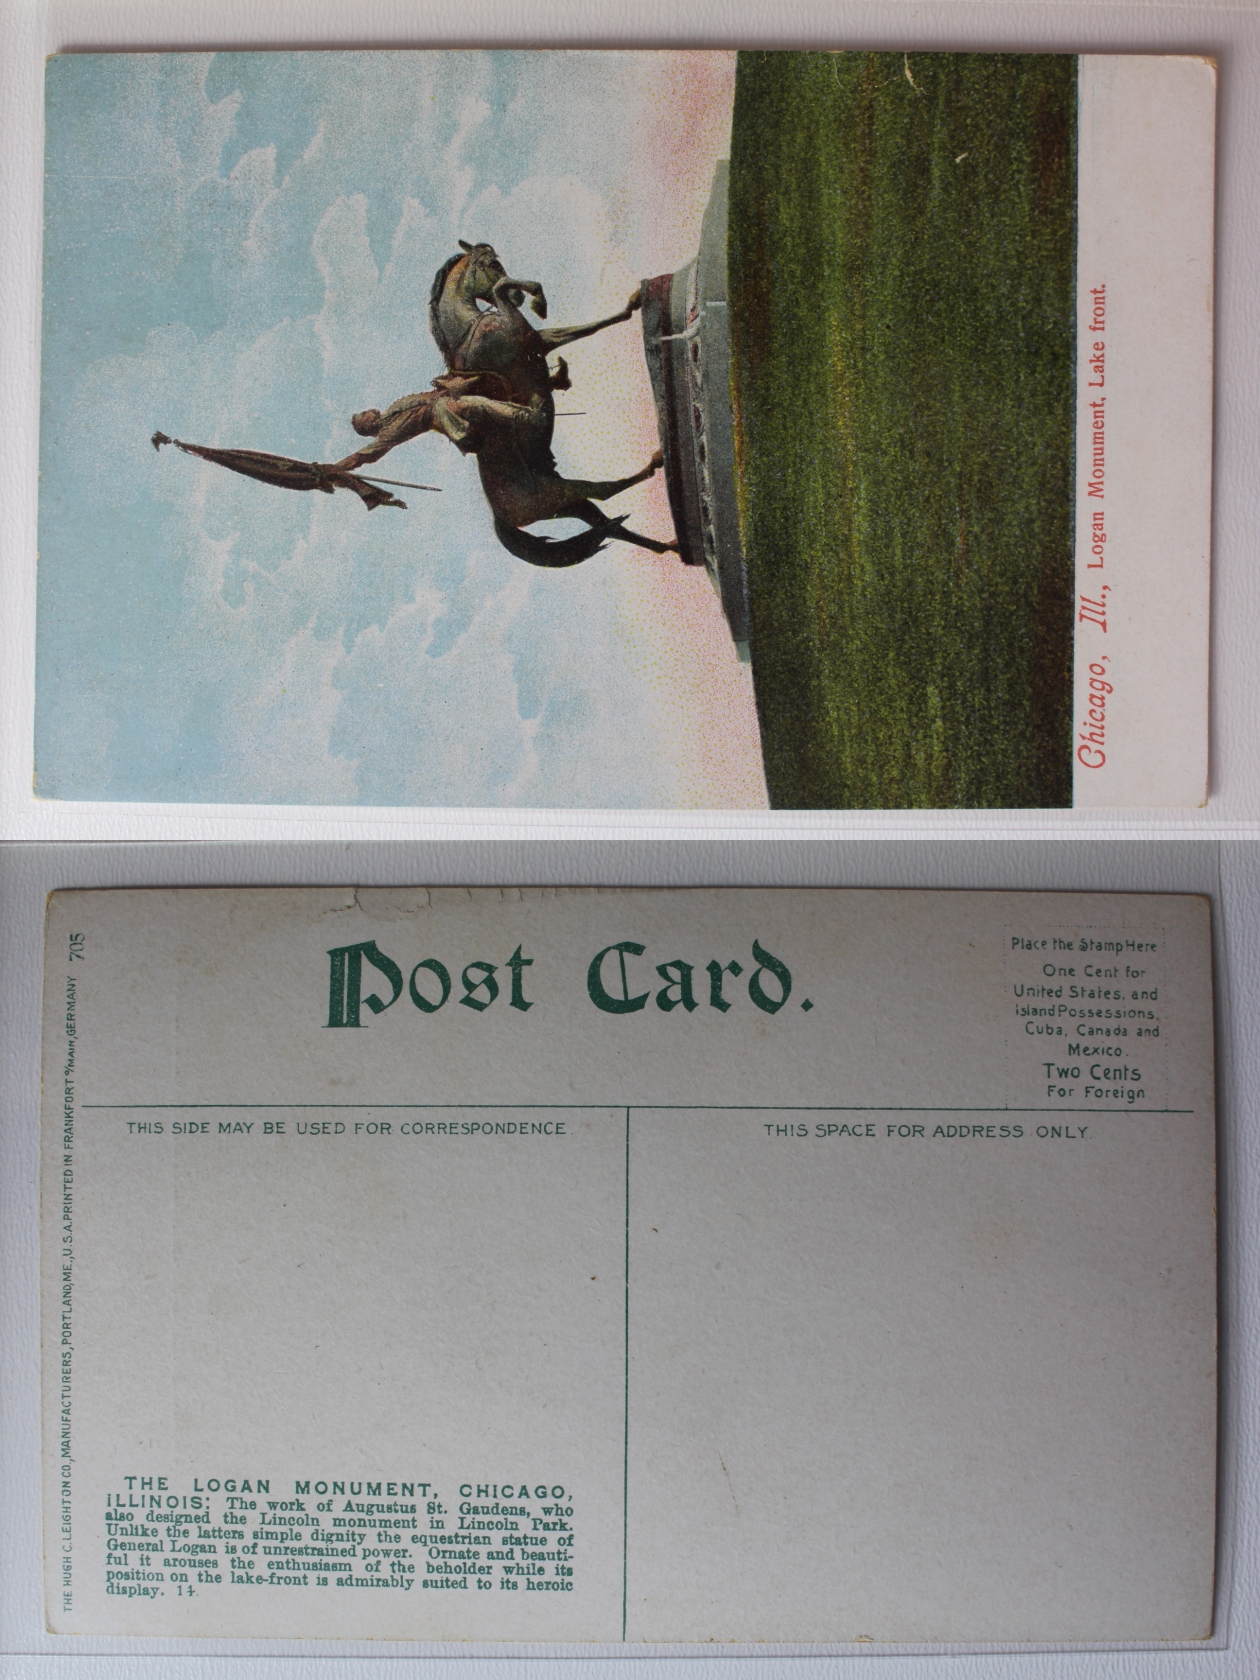 Chicago, Ill., Logan Monument, Lake front.
Post Card.
Place the Stamp Here
One Cent for
United States, and
island Possessions,
Cuba, Canada and
Mexico.
Two Cents
For Foreign
THIS SIDE MAY BE USED FOR CORRESPONDENCE.
THIS SPACE FOR ADDRESS ONLY.
THE HUGH C. LEIGHTON CO., MANUFACTURERS, PORTLAND, ME., U.S.A. PRINTED IN FRANKFORT o/MAIN, GERMANY 705
THE LOGAN MONUMENT, CHICAGO,
ILLINOIS: The work of Augustus St. Gaudens, who
also designed the Lincoln monument in Lincoln Park.
Unlike the latters simple dignity the equestrian statue of
General Logan is of unrestrained power. Ornate and beauti-
ful it arouses the enthusiasm of the beholder while its
position on the lake-front is admirably suited to its heroic
display. 14.